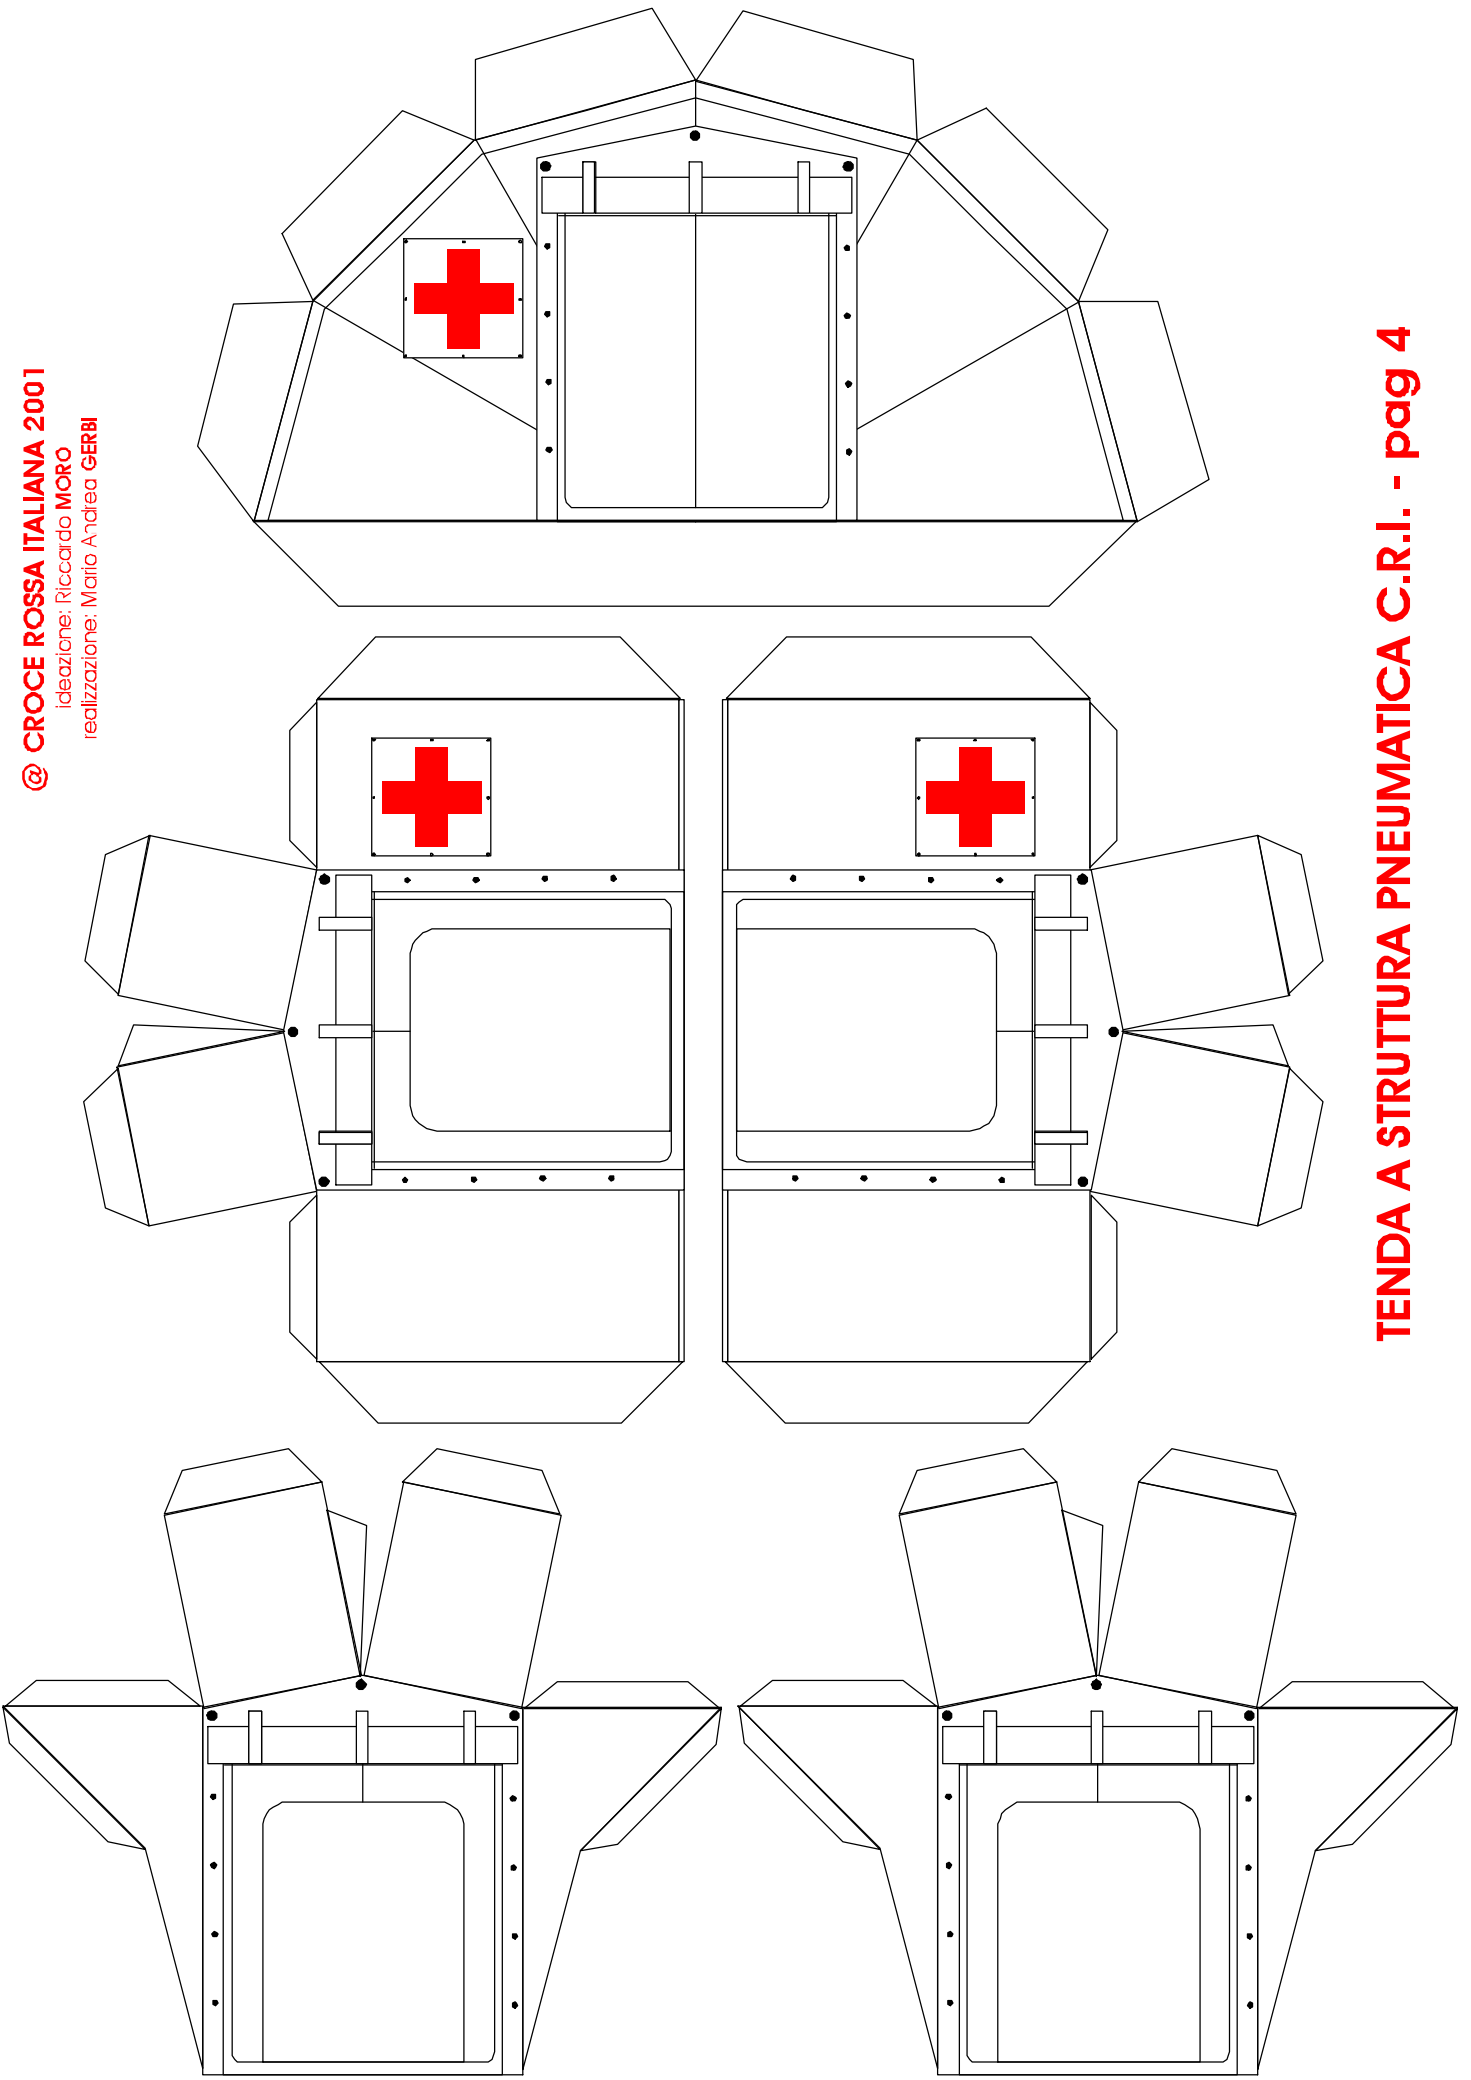 @ CROCE ROSSA ITALIANA 2001
ideazione: Riccardo MORO
realizzazione: Mario Andrea GERBI
TENDA A STRUTTURA PNEUMATICA C.R.I. - pag 4